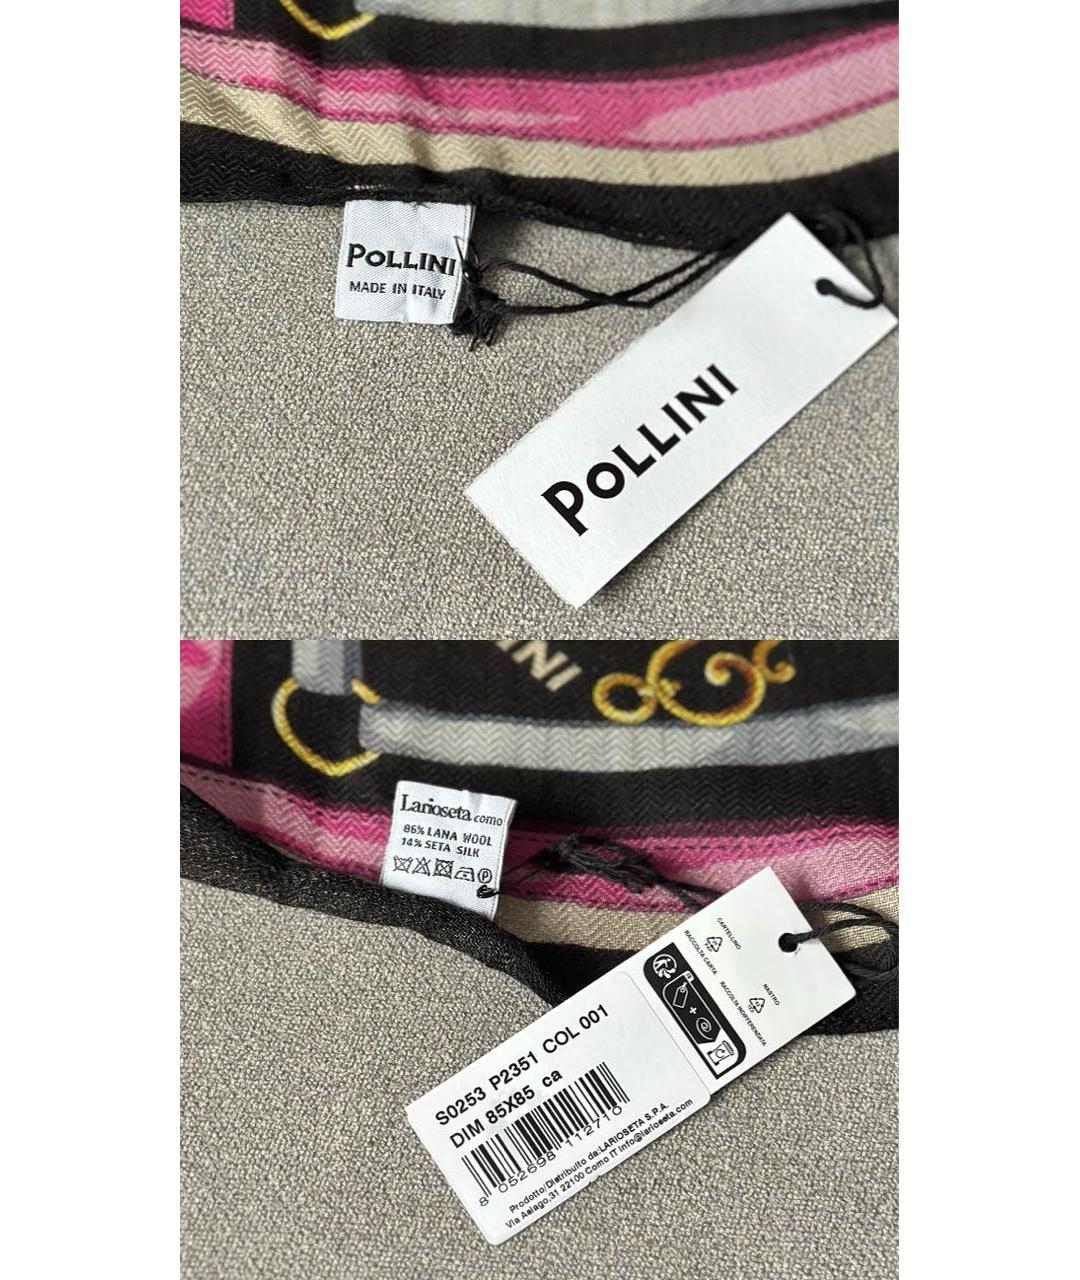 POLLINI
MADE IN ITALY
POLLINI
INI
Larioseta como
86% LANA WOOL
14% SETA SILK
P
CARTELLINO
RACCOLTA CARTA
NASTRO
RACCOLTA INDIFFERENZIATA
S0253 P2351 COL 001
DIM 85X85 ca
8 052698 112710
Prodotto/Distribuito da:LARIOSETA S.P.A.
Via Asiago,31 22100 Como IT info@larioseta.com